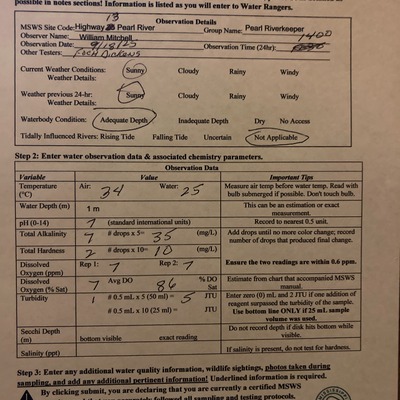 possible in notes sections! Information is listed as you will enter to Water Rangers.
Observation Details
13
MSWS Site Code: Highway Pearl River Group Name: Pearl Riverkeeper
Observer Name: William Mitchell 1400
Observation Date: 9/18/25 Observation Time (24hr):
Other Testers:
Current Weather Conditions: Sunny Cloudy Rainy Windy
Weather Details:
Weather previous 24-hr: Sunny Cloudy Rainy Windy
Weather Details:
Waterbody Condition: Adequate Depth Inadequate Depth Dry No Access
Tidally Influenced Rivers: Rising Tide Falling Tide Uncertain Not Applicable
Step 2: Enter water observation data & associated chemistry parameters.
Observation Data
Variable Value Important Tips
Temperature (°C) Air: 34 Water: 25 Measure air temp before water temp. Read with bulb submerged if possible. Don't touch bulb.
Water Depth (m) 1 m This can be an estimation or exact measurement.
pH (0-14) 7 (standard international units) Record to nearest 0.5 unit.
Total Alkalinity 7 # drops x 5= 35 (mg/L) Add drops until no more color change; record number of drops that produced final change.
Total Hardness 2 # drops x 10= 10 (mg/L)
Dissolved Oxygen (ppm) Rep 1: 7 Rep 2: 7 Ensure the two readings are within 0.6 ppm.
Dissolved Oxygen (% Sat) 7 Avg DO 86 % DO Sat Estimate from chart that accompanied MSWS manual.
Turbidity 1 # 0.5 mL x 5 (50 ml) = 5 JTU
# 0.5 mL x 10 (25 ml) = JTU
Enter zero (0) mL and 2 JTU if one addition of reagent surpassed the turbidity of the sample. Use bottom line ONLY if 25 mL sample volume was used.
Secchi Depth (m) bottom visible exact reading Do not record depth if disk hits bottom while visible.
Salinity (ppt) If salinity is present, do not test for hardness.
Step 3: Enter any additional water quality information, wildlife sightings, photos taken during
sampling, and add any additional pertinent information! Underlined information is required.
By clicking submit, you are declaring that you are currently a certified MSWS
accurately followed all sampling and testing protocols.